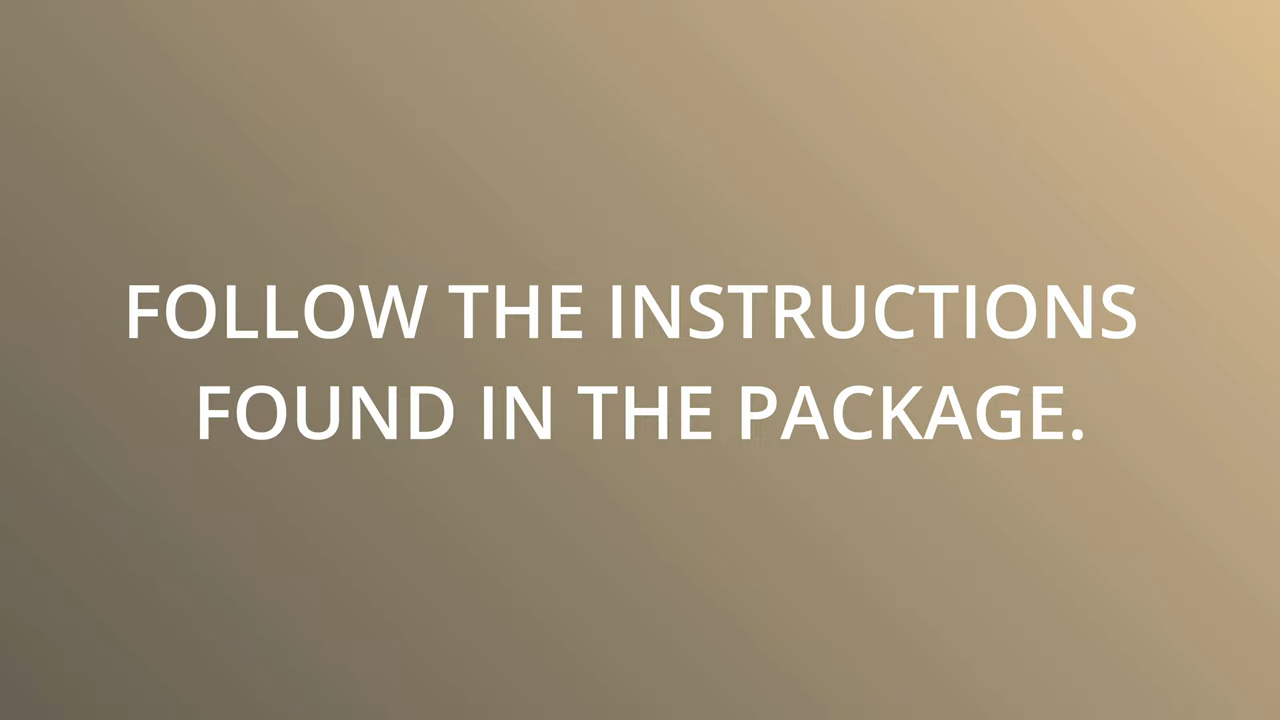 FOLLOW THE INSTRUCTIONS
FOUND IN THE PACKAGE.